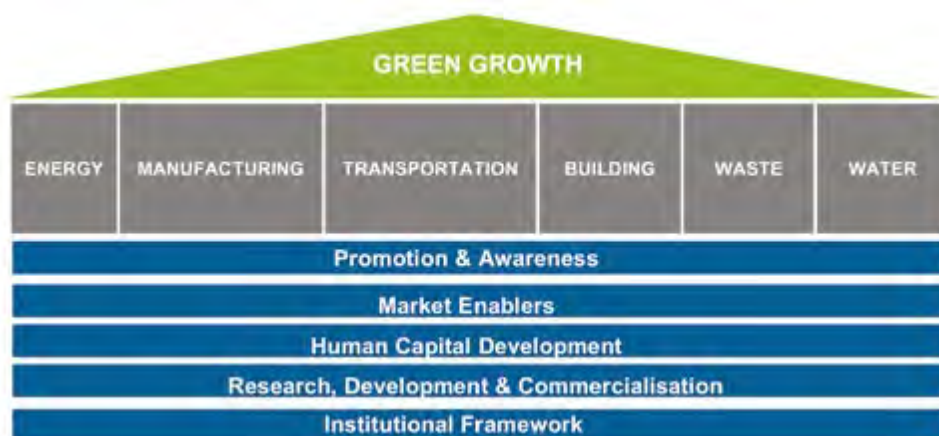 GREEN GROWTH
ENERGY
MANUFACTURING
TRANSPORTATION
BUILDING
WASTE
WATER
Promotion & Awareness
Market Enablers
Human Capital Development
Research, Development & Commercialisation
Institutional Framework